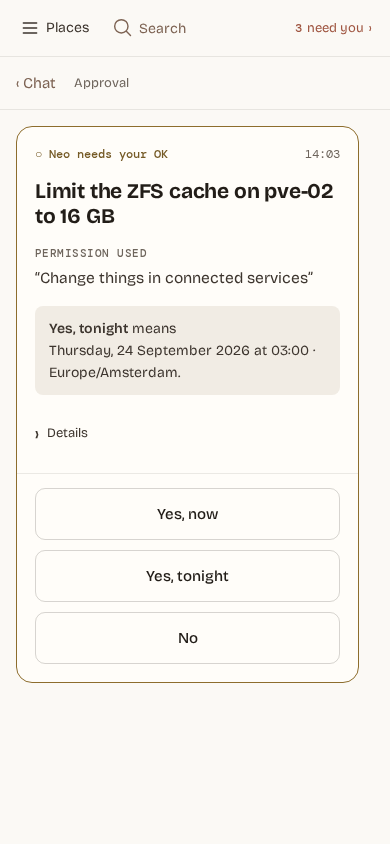 Places
Search
3 need you ›
‹ Chat
Approval
○ Neo needs your OK
14:03
Limit the ZFS cache on pve-02
to 16 GB
PERMISSION USED
“Change things in connected services”
Yes, tonight means
Thursday, 24 September 2026 at 03:00 ·
Europe/Amsterdam.
› Details
Yes, now
Yes, tonight
No